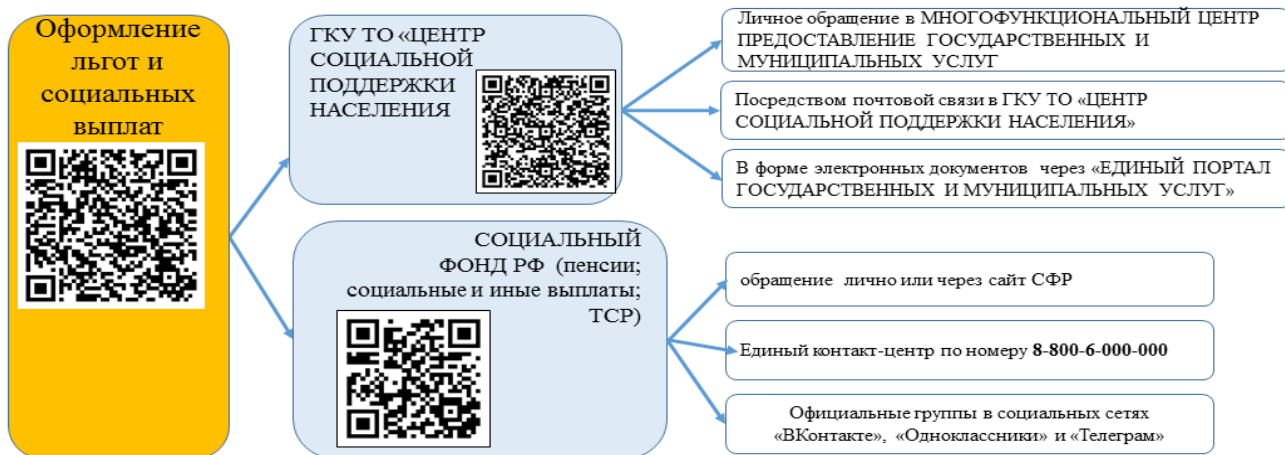 Оформление
льгот и
социальных
выплат
ГКУ ТО «ЦЕНТР
СОЦИАЛЬНОЙ
ПОДДЕРЖКИ
НАСЕЛЕНИЯ
Личное обращение в МНОГОФУНКЦИОНАЛЬНЫЙ ЦЕНТР
ПРЕДОСТАВЛЕНИЕ ГОСУДАРСТВЕННЫХ И
МУНИЦИПАЛЬНЫХ УСЛУГ
Посредством почтовой связи в ГКУ ТО «ЦЕНТР
СОЦИАЛЬНОЙ ПОДДЕРЖКИ НАСЕЛЕНИЯ»
В форме электронных документов через «ЕДИНЫЙ ПОРТАЛ
ГОСУДАРСТВЕННЫХ И МУНИЦИПАЛЬНЫХ УСЛУГ»
СОЦИАЛЬНЫЙ
ФОНД РФ (пенсии;
социальные и иные выплаты;
ТСР)
обращение лично или через сайт СФР
Единый контакт-центр по номеру 8-800-6-000-000
Официальные группы в социальных сетях
«ВКонтакте», «Одноклассники» и «Телеграм»